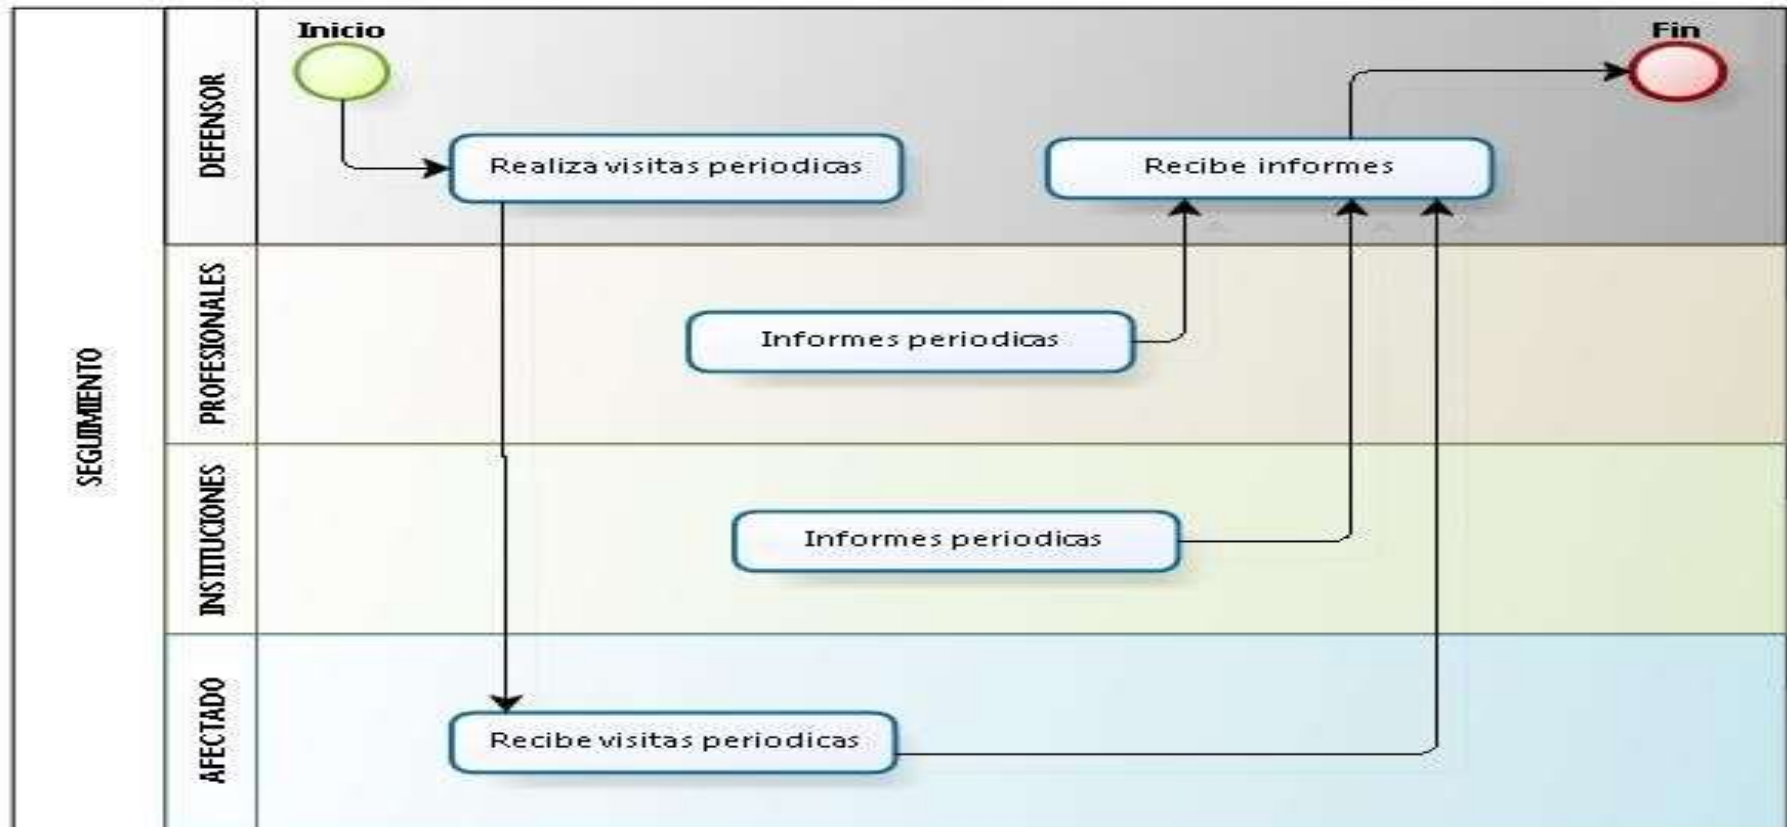 SEGUIMIENTO
DEFENSOR
Inicio
Fin
Realiza visitas periodicas
Recibe informes
PROFESIONALES
Informes periodicas
INSTITUCIONES
Informes periodicas
AFECTADO
Recibe visitas periodicas